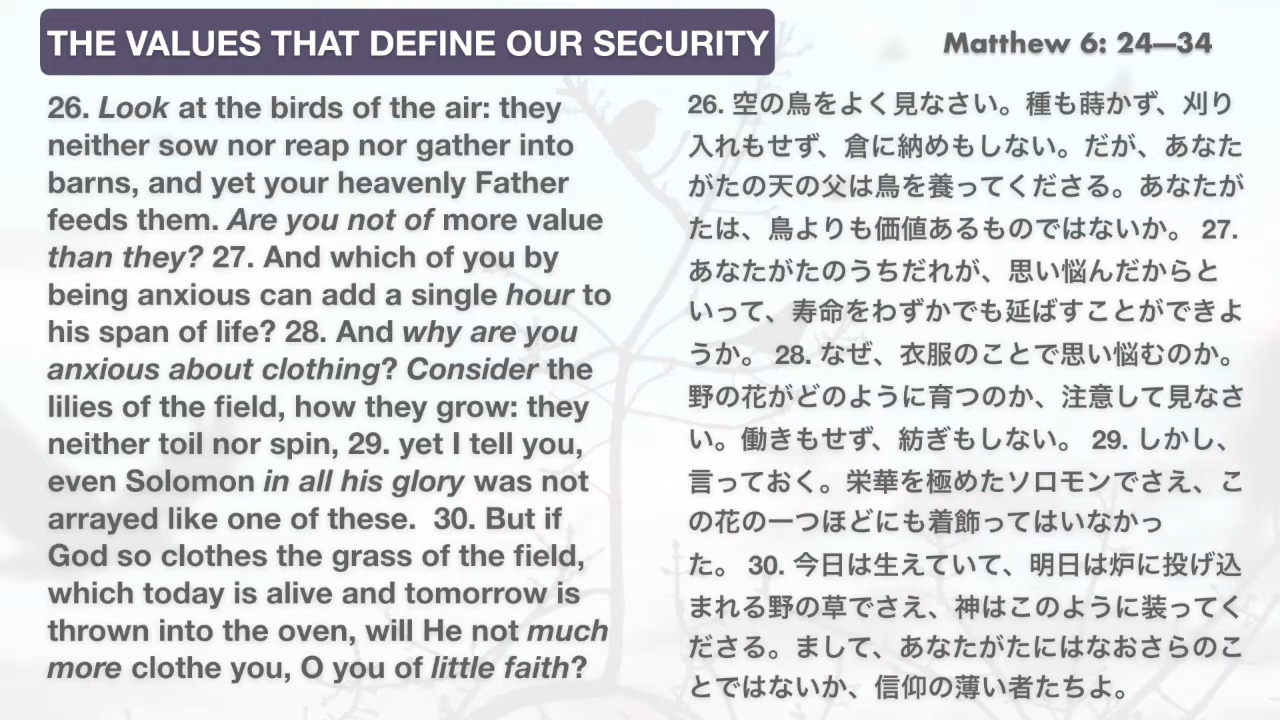 THE VALUES THAT DEFINE OUR SECURITY
Matthew 6: 24—34
26. Look at the birds of the air: they
neither sow nor reap nor gather into
barns, and yet your heavenly Father
feeds them. Are you not of more value
than they? 27. And which of you by
being anxious can add a single hour to
his span of life? 28. And why are you
anxious about clothing? Consider the
lilies of the field, how they grow: they
neither toil nor spin, 29. yet I tell you,
even Solomon in all his glory was not
arrayed like one of these.  30. But if
God so clothes the grass of the field,
which today is alive and tomorrow is
thrown into the oven, will He not much
more clothe you, O you of little faith?
26. 空の鳥をよく見なさい。種も蒔かず、刈り
入れもせず、倉に納めもしない。だが、あなた
がたの天の父は鳥を養ってくださる。あなたが
たは、鳥よりも価値あるものではないか。 27.
あなたがたのうちだれが、思い悩んだからと
いって、寿命をわずかでも延ばすことができよ
うか。 28. なぜ、衣服のことで思い悩むのか。
野の花がどのように育つのか、注意して見なさ
い。働きもせず、紡ぎもしない。 29. しかし、
言っておく。栄華を極めたソロモンでさえ、こ
の花の一つほどにも着飾ってはいなかっ
た。 30. 今日は生えていて、明日は炉に投げ込
まれる野の草でさえ、神はこのように装ってく
ださる。まして、あなたがたにはなおさらのこ
とではないか、信仰の薄い者たちよ。